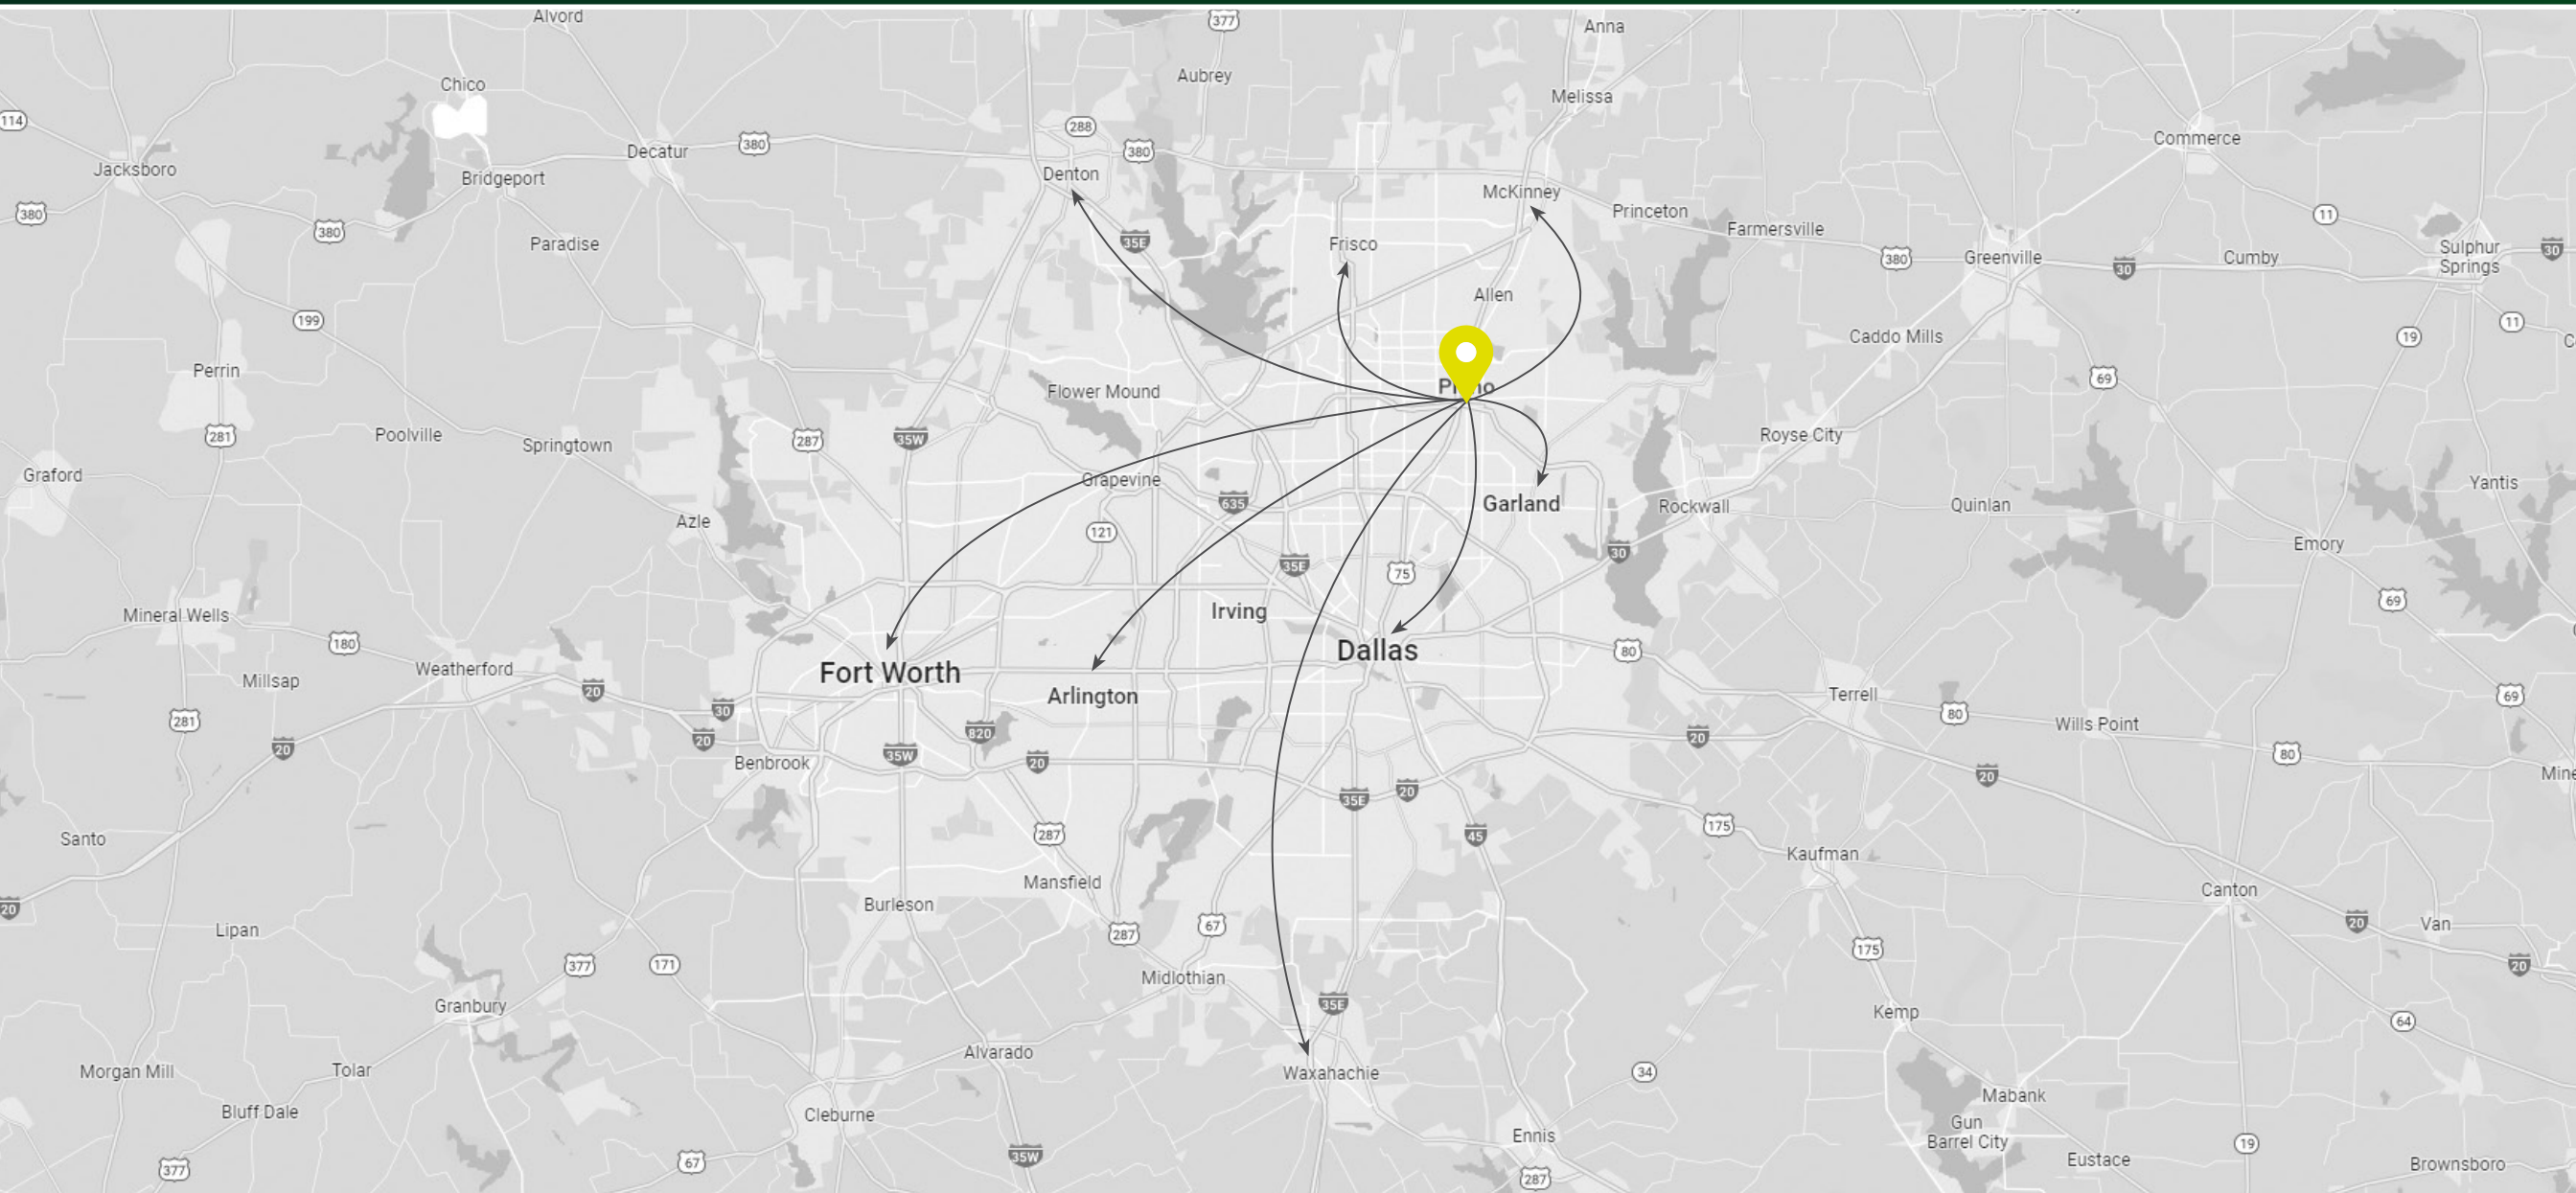 Alvord
377
Anna
Aubrey
Chico
Melissa
114
288
Commerce
Decatur
380
380
Jacksboro
Bridgeport
Denton
McKinney
380
380
Princeton
11
Paradise
35E
Frisco
Farmersville
380
Greenville
30
Cumby
Sulphur
Springs
30
199
Allen
Caddo Mills
19
11
Perrin
Flower Mound
69
281
Poolville
Springtown
287
35W
Royse City
Graford
Grapevine
635
Garland
Rockwall
Quinlan
Yantis
Azle
121
30
Emory
35E
75
Mineral Wells
Irving
69
180
Weatherford
Fort Worth
Dallas
80
Millsap
20
Arlington
Terrell
69
281
30
80
Wills Point
20
20
820
20
80
Benbrook
35W
20
20
Santo
287
35E
20
45
175
Kaufman
Mansfield
Canton
20
Burleson
Lipan
287
67
20
Van
377
171
Midlothian
175
20
Granbury
35E
Kemp
64
Morgan Mill
Tolar
Alvarado
Waxahachie
34
Mabank
Bluff Dale
Cleburne
Gun
Barrel City
Ennis
19
377
67
35W
287
Eustace
Brownsboro